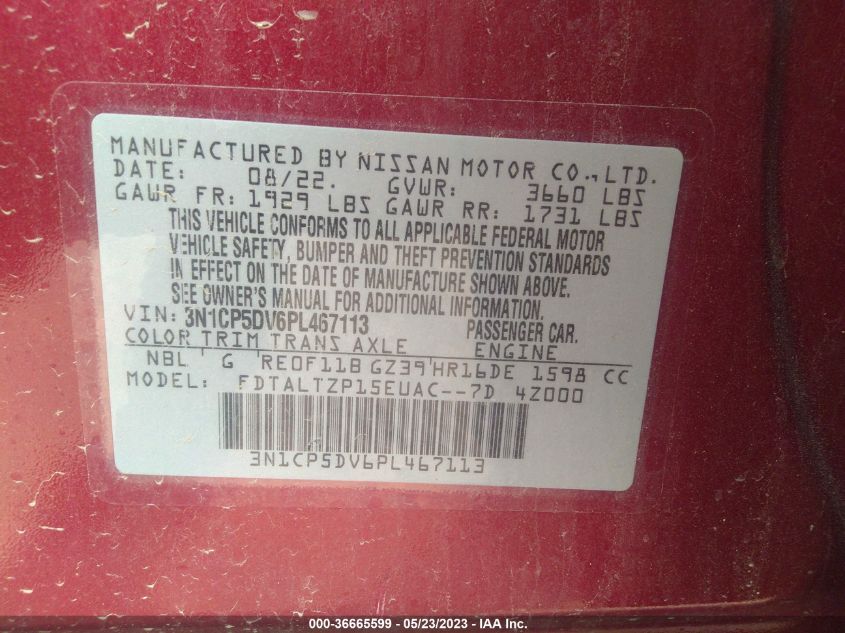 MANUFACTURED BY NISSAN MOTOR CO.,LTD.
DATE: 08/22. GVWR: 3660 LBS
GAWR FR: 1929 LBS GAWR RR: 1731 LBS
THIS VEHICLE CONFORMS TO ALL APPLICABLE FEDERAL MOTOR
VEHICLE SAFETY, BUMPER AND THEFT PREVENTION STANDARDS
IN EFFECT ON THE DATE OF MANUFACTURE SHOWN ABOVE.
SEE OWNER'S MANUAL FOR ADDITIONAL INFORMATION
VIN: 3N1CP5DV6PL467113 PASSENGER CAR.
COLOR TRIM TRANS AXLE ENGINE
NBL G RE0F11B GZ39 HR16DE 1598 CC
MODEL: FDTALTZP15EUAC--7D 4Z000
3N1CP5DV6PL467113
000-36665599 - 05/23/2023 - IAA Inc.